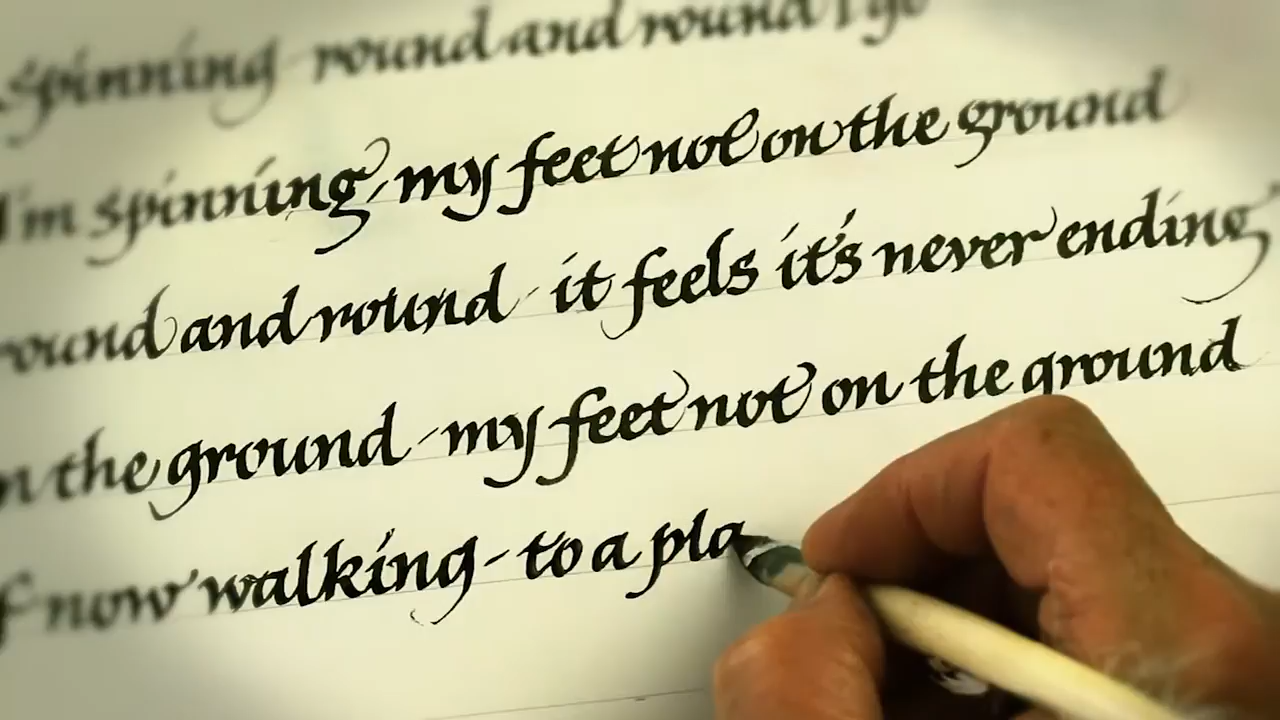 Spinning - round and round I go
I'm spinning, my feet not on the ground
round and round - it feels it's never ending
the ground - my feet not on the ground
now walking - to a pla